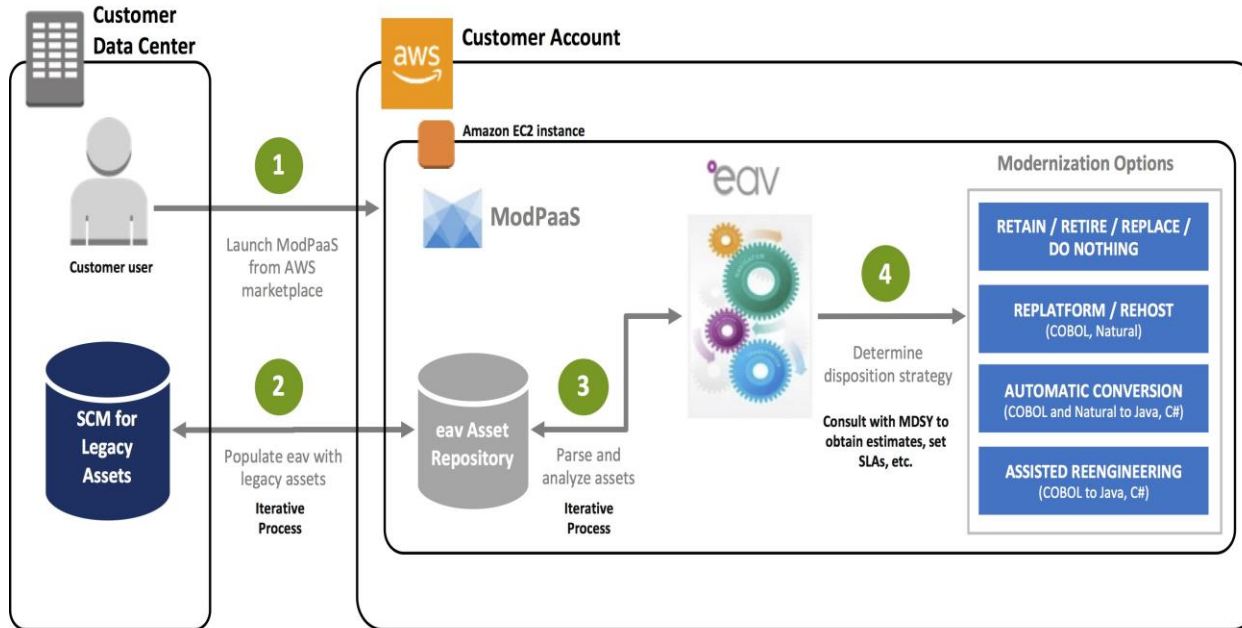 Customer
Data Center
aws
Customer Account
Amazon EC2 instance
1
Launch ModPaaS
from AWS
marketplace
Customer user
ModPaaS
eav
Modernization Options
RETAIN / RETIRE / REPLACE /
DO NOTHING
REPLATFORM / REHOST
(COBOL, Natural)
AUTOMATIC CONVERSION
(COBOL and Natural to Java, C#)
ASSISTED REENGINEERING
(COBOL to Java, C#)
4
Determine
disposition strategy
Consult with MDSY to
obtain estimates, set
SLAs, etc.
SCM for
Legacy
Assets
2
Populate eav with
legacy assets
Iterative
Process
eav Asset
Repository
3
Parse and
analyze assets
Iterative
Process